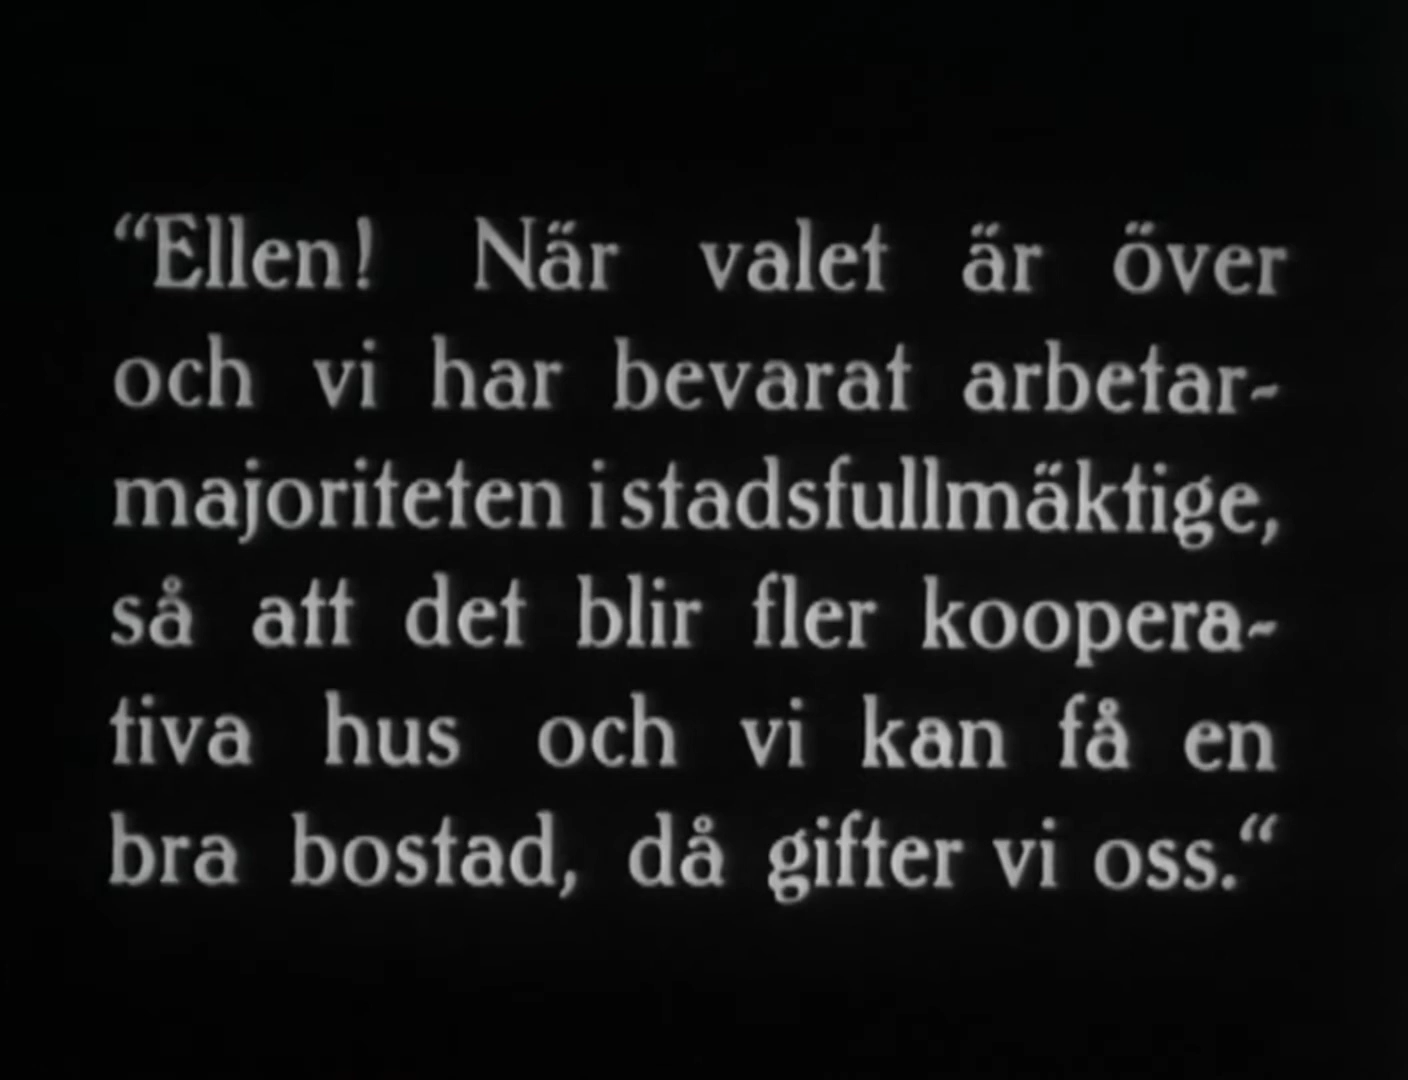 “Ellen! När valet är över
och vi har bevarat arbetar-
majoriteten i stadsfullmäktige,
så att det blir fler koopera-
tiva hus och vi kan få en
bra bostad, då gifter vi oss.“